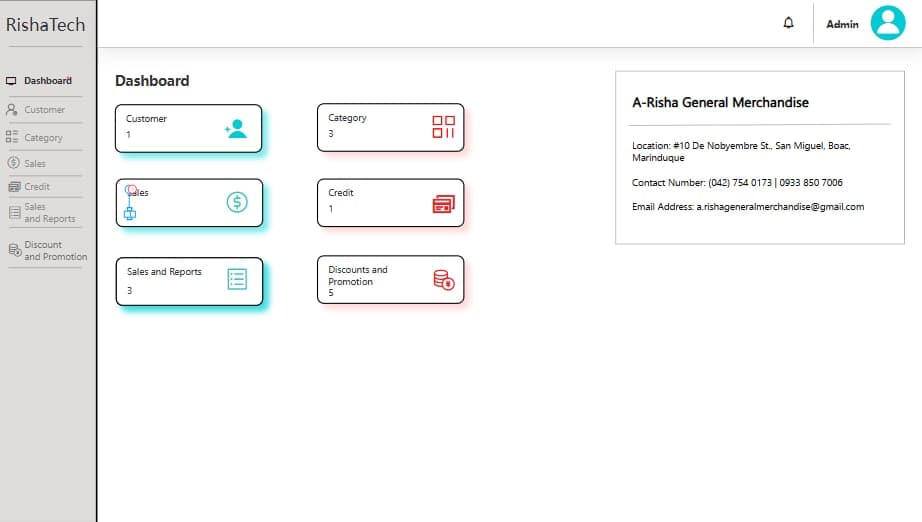 RishaTech
Admin
Dashboard
Customer
Category
Sales
Credit
Sales
and Reports
Discount
and Promotion
Dashboard
Customer
1
Category
3
Sales
Credit
1
Sales and Reports
3
Discounts and
Promotion
5
A-Risha General Merchandise
Location: #10 De Nobyembre St., San Miguel, Boac,
Marinduque
Contact Number: (042) 754 0173 | 0933 850 7006
Email Address: a.rishageneralmerchandise@gmail.com